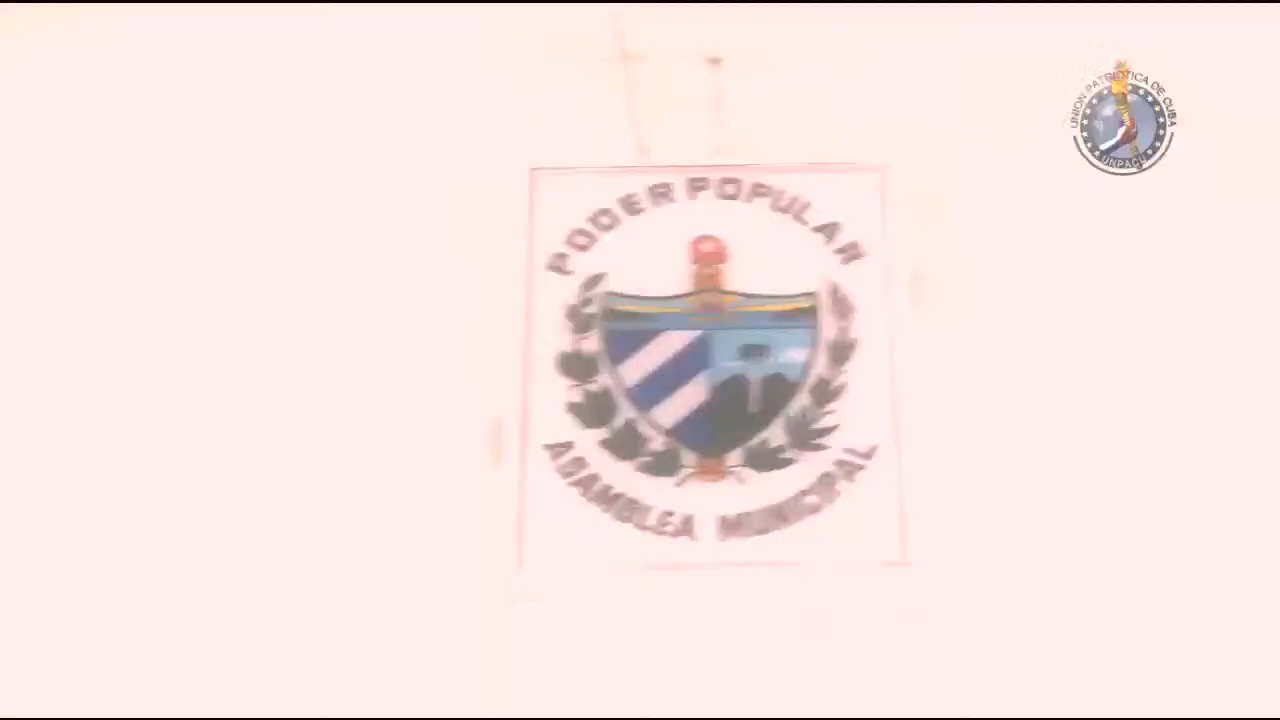 PODER POPULAR
ASAMBLEA MUNICIPAL
UNION PATRIOTICA DE CUBA
UNPACU